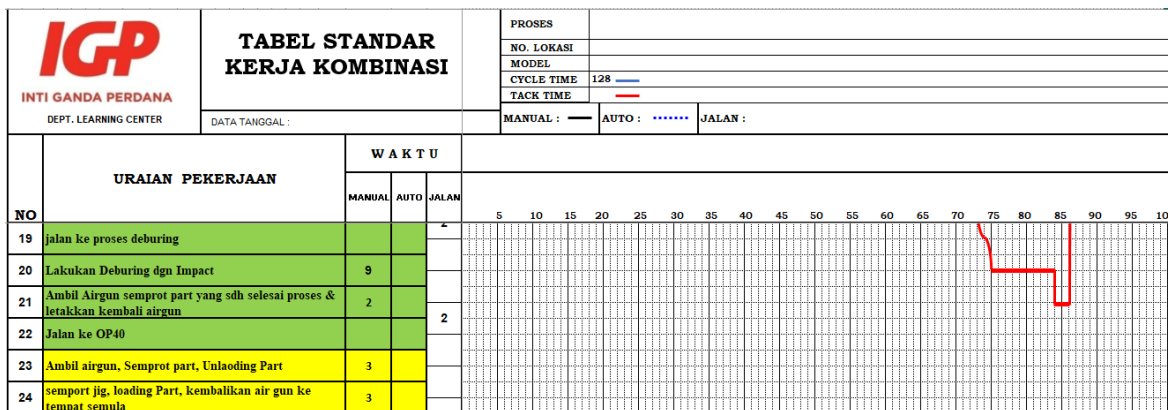 IGP
INTI GANDA PERDANA
DEPT. LEARNING CENTER
TABEL STANDAR
KERJA KOMBINASI
DATA TANGGAL :
PROSES
NO. LOKASI
MODEL
CYCLE TIME 128
TACK TIME
MANUAL : AUTO : JALAN :
NO
URAIAN PEKERJAAN
WAKTU
MANUAL AUTO JALAN
5 10 15 20 25 30 35 40 45 50 55 60 65 70 75 80 85 90 95 10
19 jalan ke proses deburing
20 Lakukan Deburing dgn Impact 9
21 Ambil Airgun semprot part yang sdh selesai proses &
letakkan kembali airgun 2
2
22 Jalan ke OP40
23 Ambil airgun, Semprot part, Unlaoding Part 3
24 semport jig, loading Part, kembalikan air gun ke
tempat semula 3